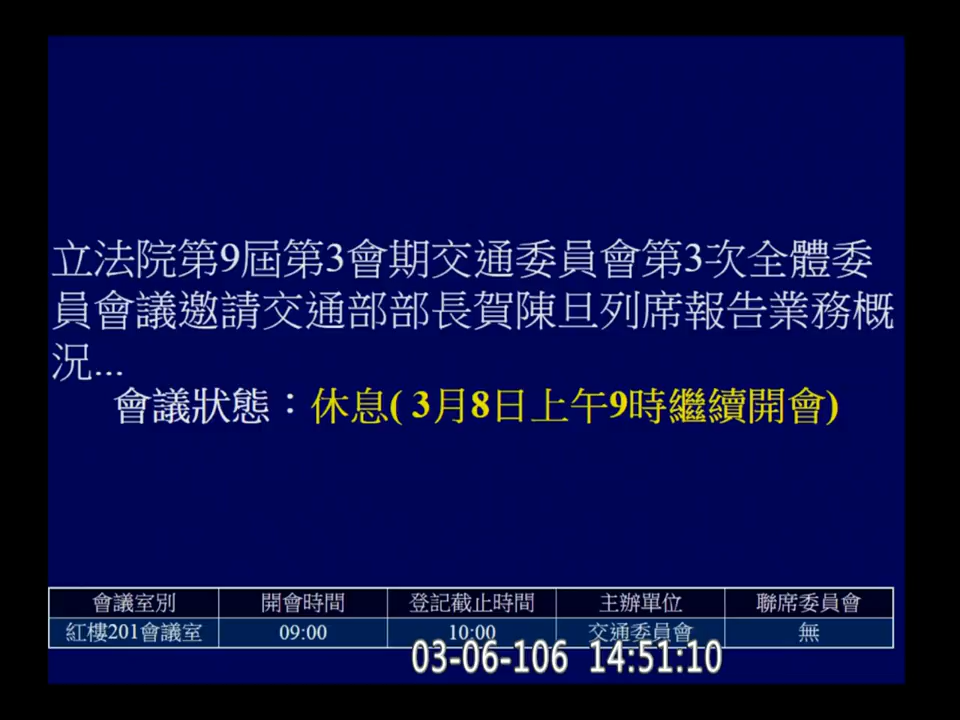 立法院第9屆第3會期交通委員會第3次全體委
員會議邀請交通部部長賀陳旦列席報告業務概
況...
會議狀態：休息( 3月8日上午9時繼續開會)
會議室別 開會時間 登記截止時間 主辦單位 聯席委員會
紅樓201會議室 09:00 10:00 交通委員會 無
03-06-106 14:51:10